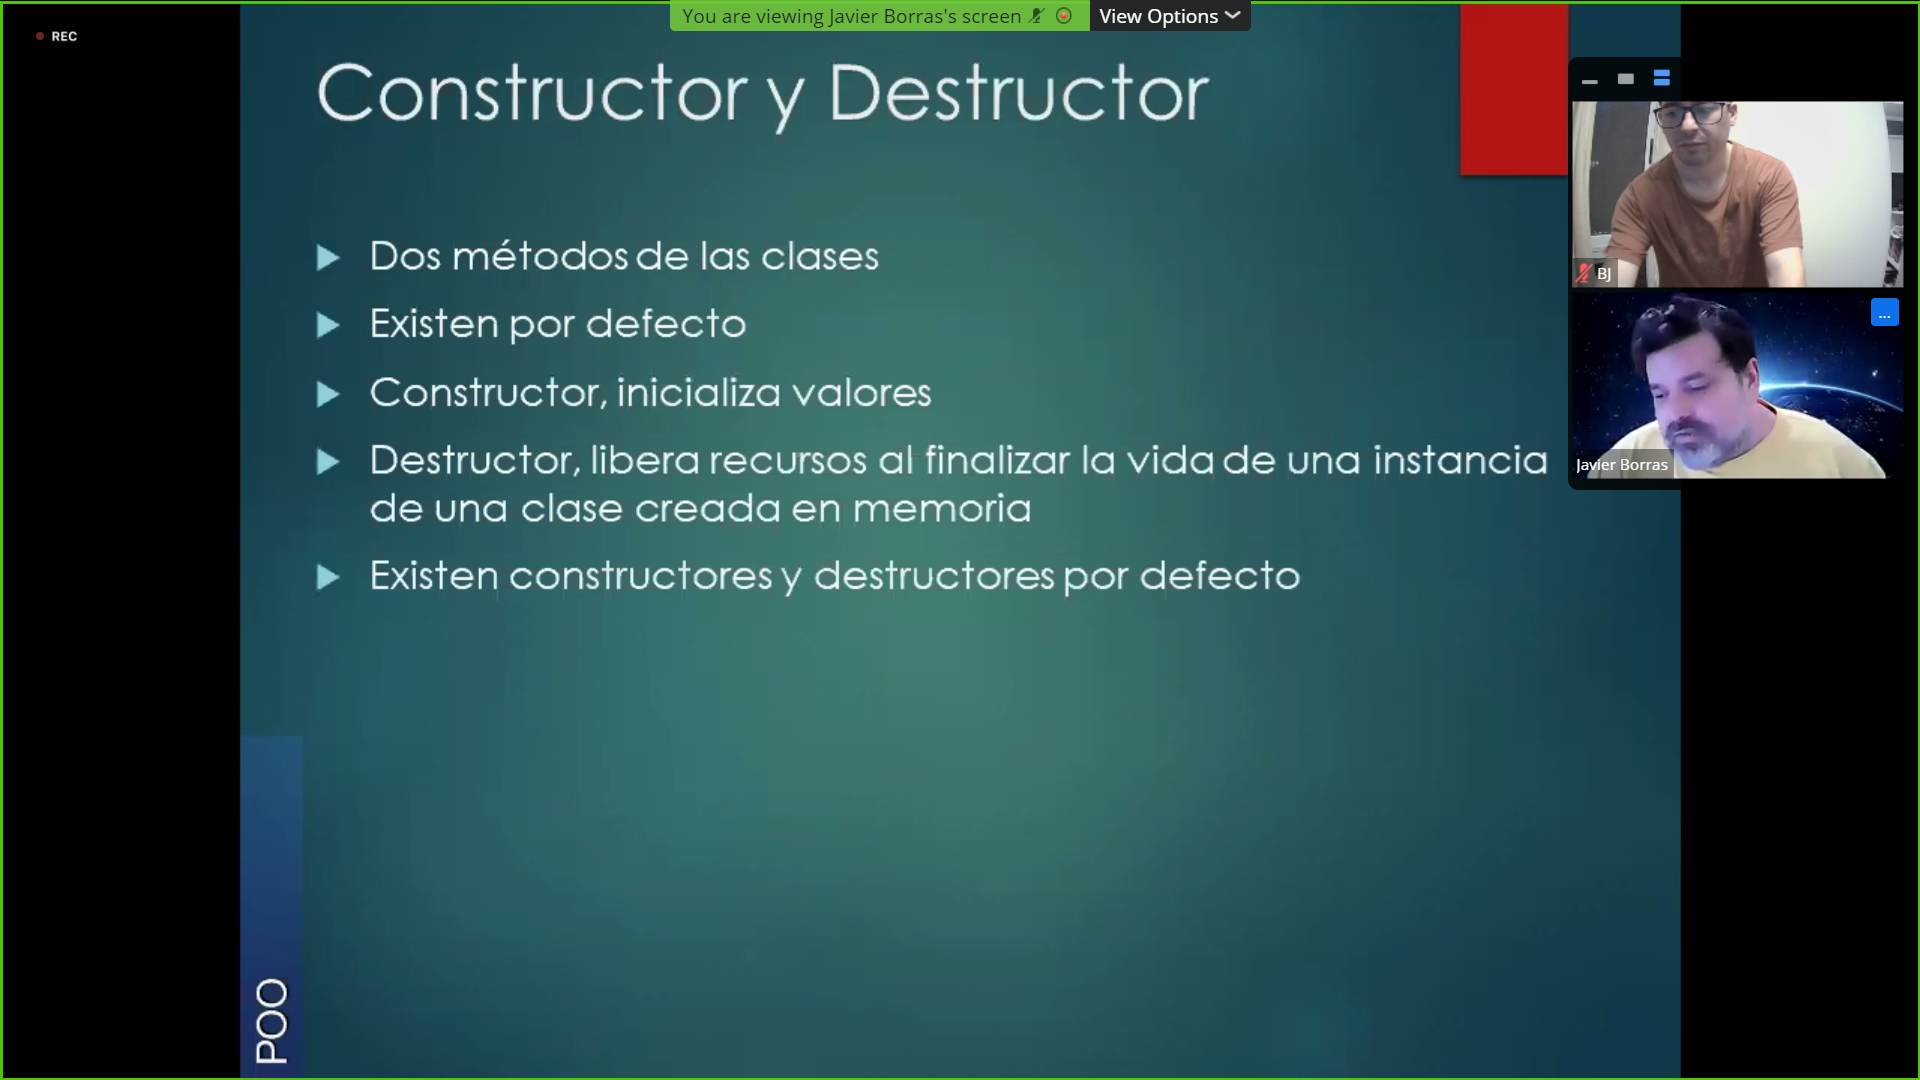 You are viewing Javier Borras's screen
View Options
REC
Constructor y Destructor
Dos métodos de las clases
Existen por defecto
Constructor, inicializa valores
Destructor, libera recursos al finalizar la vida de una instancia
de una clase creada en memoria
Existen constructores y destructores por defecto
POO
BJ
...
Javier Borras